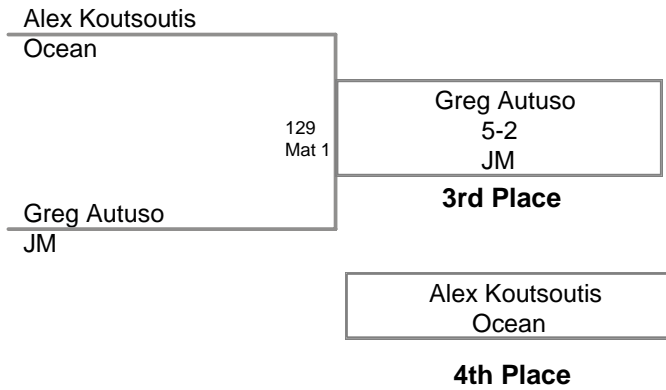 Alex Koutsoutis
Ocean
129
Mat 1
Greg Autuso
5-2
JM
3rd Place
Greg Autuso
JM
Alex Koutsoutis
Ocean
4th Place